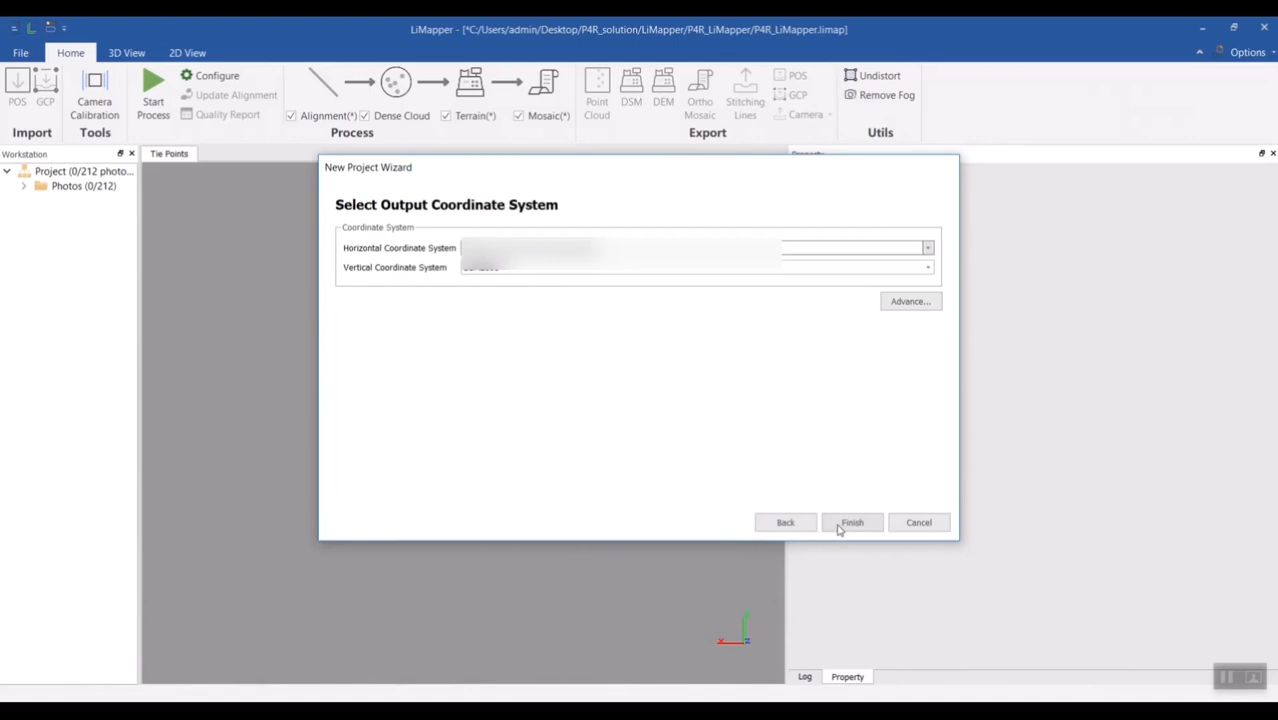 LiMapper - [*C:/Users/admin/Desktop/P4R_solution/LiMapper/P4R_LiMapper/P4R_LiMapper.limap]
File Home 3D View 2D View Options
POS GCP Camera Calibration Start Process
Configure
Update Alignment
Quality Report
Alignment(*) Dense Cloud Terrain(*) Mosaic(*)
Point Cloud DSM DEM Ortho Mosaic Stitching Lines
POS
GCP
Camera
Undistort
Remove Fog
Import Tools Process Export Utils
Workstation Tie Points
Project (0/212 photo...
Photos (0/212)
New Project Wizard
Select Output Coordinate System
Coordinate System
Horizontal Coordinate System
Vertical Coordinate System
Advance...
Back Finish Cancel
X
Z
Log Property